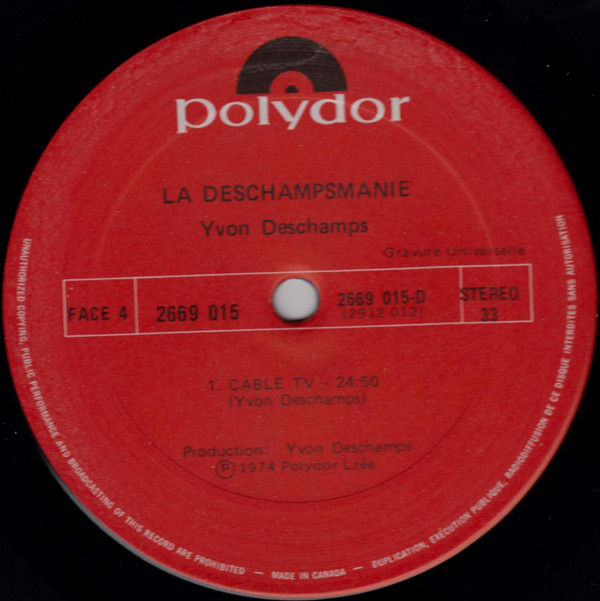 polydor
LA DESCHAMPSMANIE
Yvon Deschamps
Gravure Universelle
FACE 4
2669 015
2669 015-D
(2912 012)
STEREO
33
1. CABLE TV - 24:50
(Yvon Deschamps)
Production: Yvon Deschamps
Ⓟ 1974 Polydor Ltée
UNAUTHORIZED COPYING, PUBLIC PERFORMANCE AND BROADCASTING OF THIS RECORD ARE PROHIBITED — MADE IN CANADA — DUPLICATION, EXÉCUTION PUBLIQUE, RADIODIFFUSION DE CE DISQUE INTERDITES SANS AUTORISATION